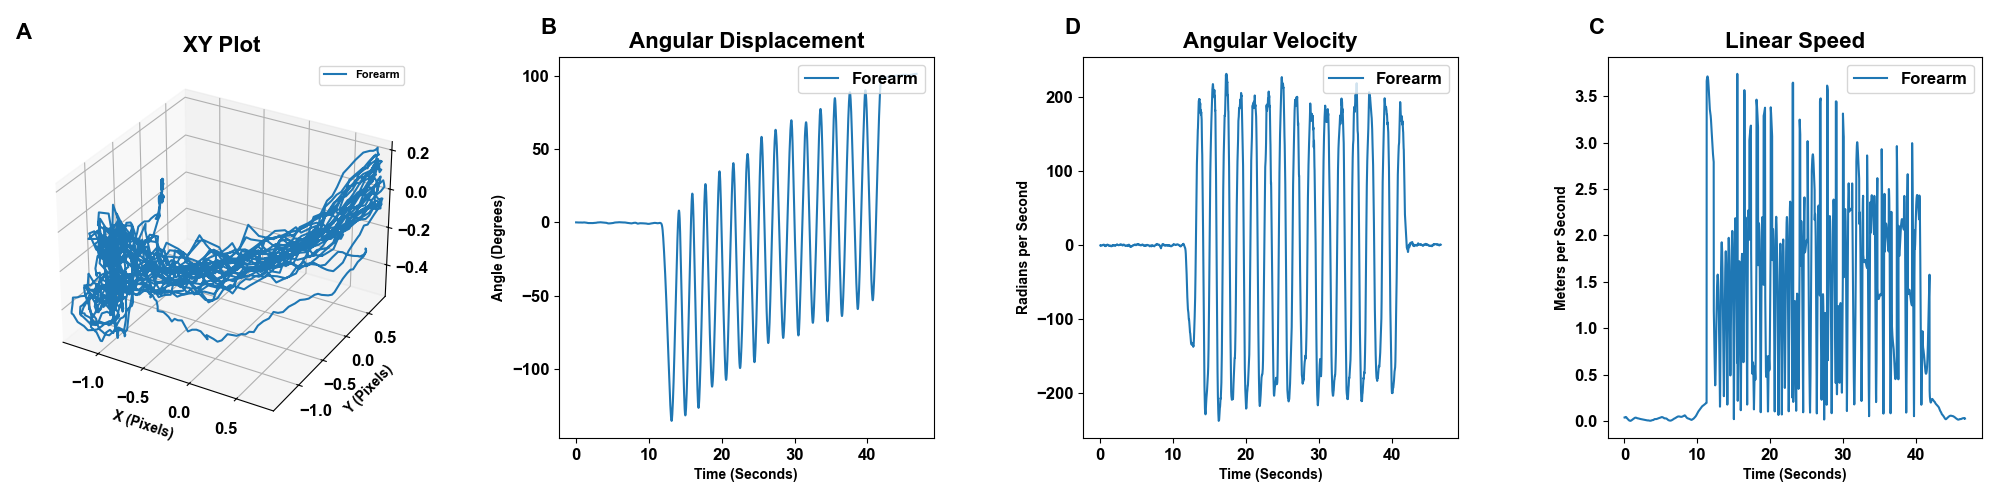 A
XY Plot
Forearm
0.2
0.0
−0.2
−0.4
0.5
0.0
−0.5
−1.0
Y (Pixels)
−1.0
−0.5
0.0
0.5
X (Pixels)
B
Angular Displacement
Forearm
100
50
0
−50
−100
Angle (Degrees)
0
10
20
30
40
Time (Seconds)
D
Angular Velocity
Forearm
200
100
0
−100
−200
Radians per Second
0
10
20
30
40
Time (Seconds)
C
Linear Speed
Forearm
3.5
3.0
2.5
2.0
1.5
1.0
0.5
0.0
Meters per Second
0
10
20
30
40
Time (Seconds)